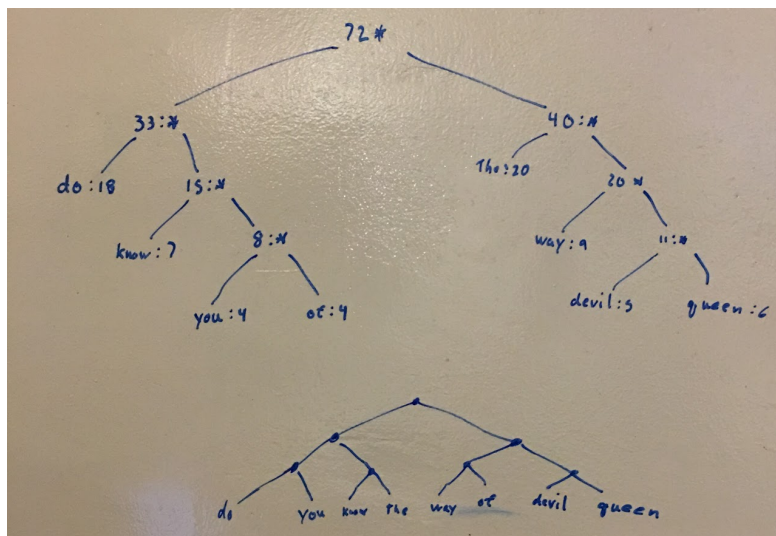 72*
33:* 40:*
do:18 15:* The:20 20*
know:7 8:* way:9 11:*
you:4 of:4 devil:5 queen:6
do you know the way of devil queen